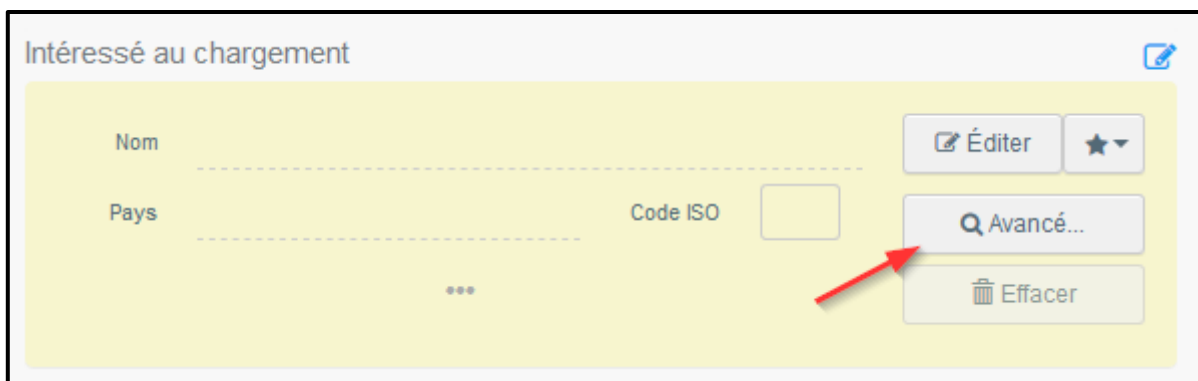 Intéressé au chargement
Nom
Éditer
Pays
Code ISO
Avancé...
Effacer